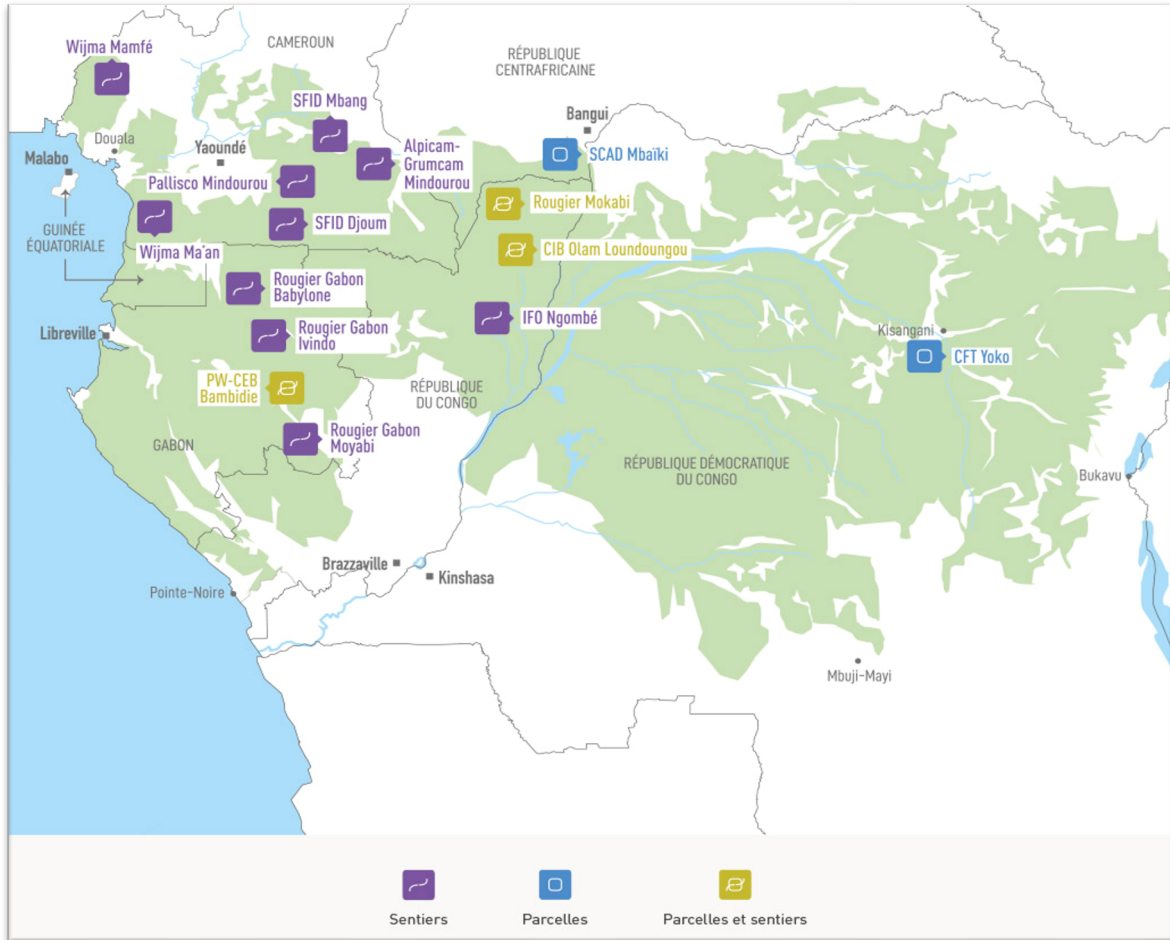 Wijma Mamfé
CAMEROUN
RÉPUBLIQUE
CENTRAFRICAINE
SFID Mbang
Bangui
Douala
Yaoundé
Alpicam-
Grumcam
Mindourou
SCAD Mbaïki
Malabo
Pallisco Mindourou
Rougier Mokabi
SFID Djoum
GUINÉE
ÉQUATORIALE
Wijma Ma'an
CIB Olam Loundoungou
Rougier Gabon
Babylone
IFO Ngombé
Libreville
Rougier Gabon
Ivindo
Kisangani
CFT Yoko
PW-CEB
Bambidie
RÉPUBLIQUE
DU CONGO
GABON
Rougier Gabon
Moyabi
RÉPUBLIQUE DÉMOCRATIQUE
DU CONGO
Bukavu
Brazzaville
Kinshasa
Pointe-Noire
Mbuji-Mayi
Sentiers
Parcelles
Parcelles et sentiers